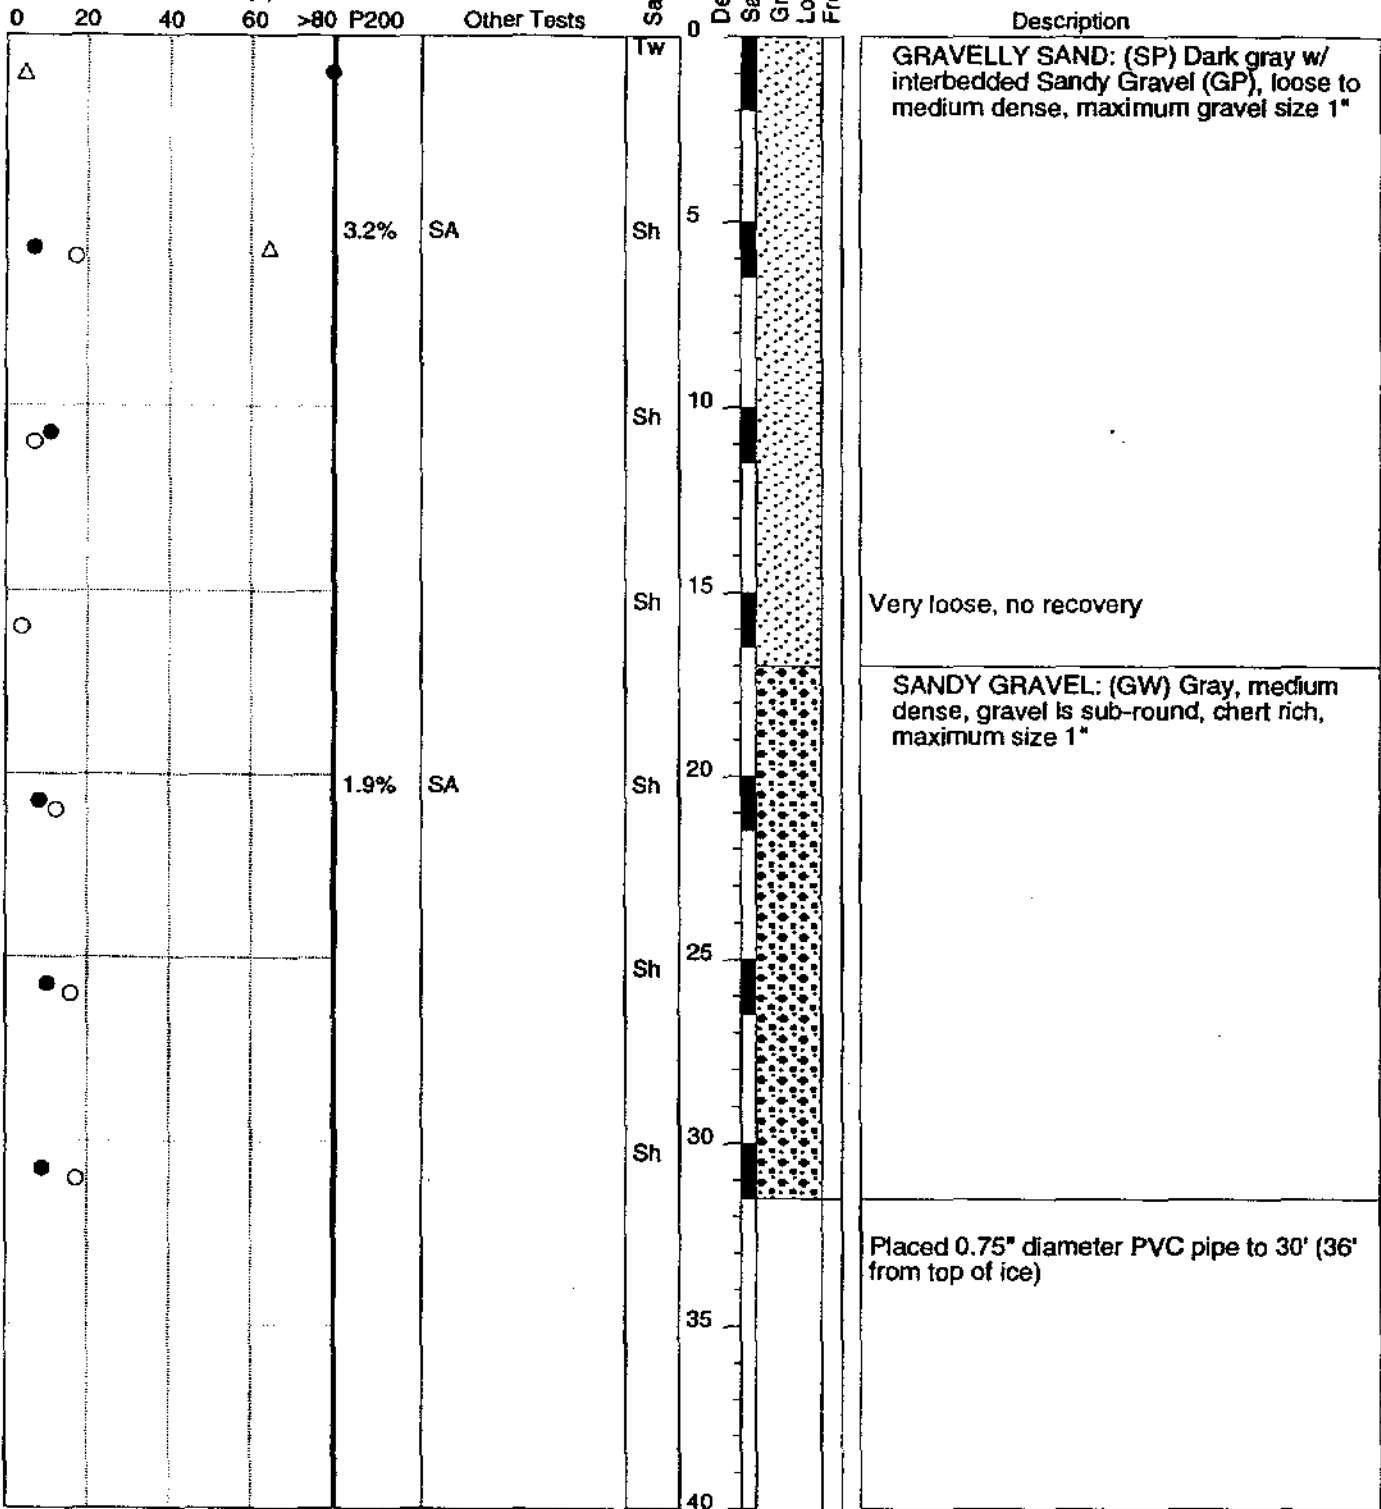 0 20 40 60 >80 P200 Other Tests Sa De Sa Gr Lo Fr Description
0
Tw
GRAVELLY SAND: (SP) Dark gray w/
interbedded Sandy Gravel (GP), loose to
medium dense, maximum gravel size 1"
5
3.2% SA Sh
10
Sh
15
Sh
Very loose, no recovery
SANDY GRAVEL: (GW) Gray, medium
dense, gravel is sub-round, chert rich,
maximum size 1"
20
1.9% SA Sh
25
Sh
30
Sh
Placed 0.75" diameter PVC pipe to 30' (36'
from top of ice)
35
40